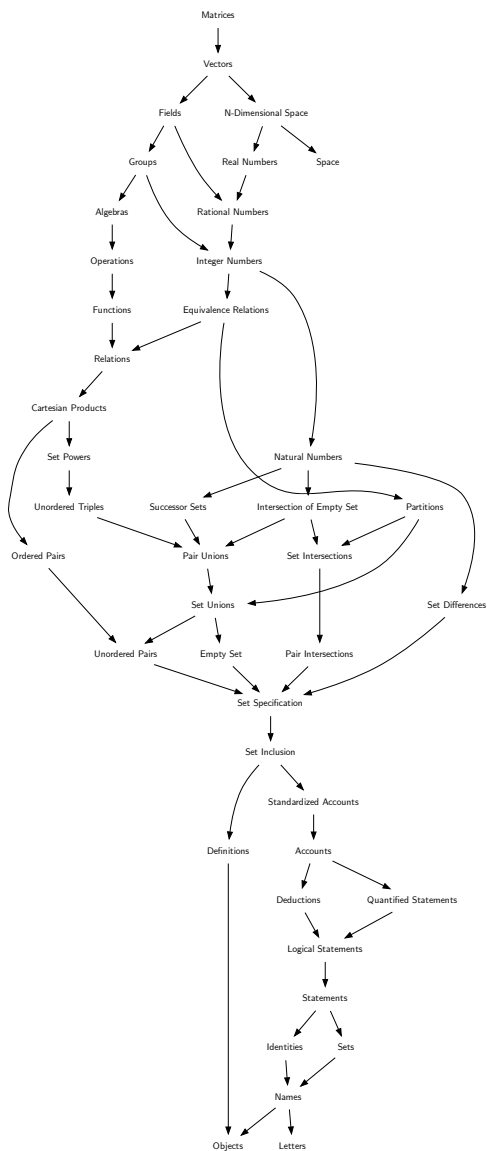 Matrices
Vectors
Fields
N-Dimensional Space
Groups
Real Numbers
Space
Algebras
Rational Numbers
Operations
Integer Numbers
Functions
Equivalence Relations
Relations
Cartesian Products
Set Powers
Natural Numbers
Unordered Triples
Successor Sets
Intersection of Empty Set
Partitions
Ordered Pairs
Pair Unions
Set Intersections
Set Unions
Set Differences
Unordered Pairs
Empty Set
Pair Intersections
Set Specification
Set Inclusion
Standardized Accounts
Definitions
Accounts
Deductions
Quantified Statements
Logical Statements
Statements
Identities
Sets
Names
Objects
Letters